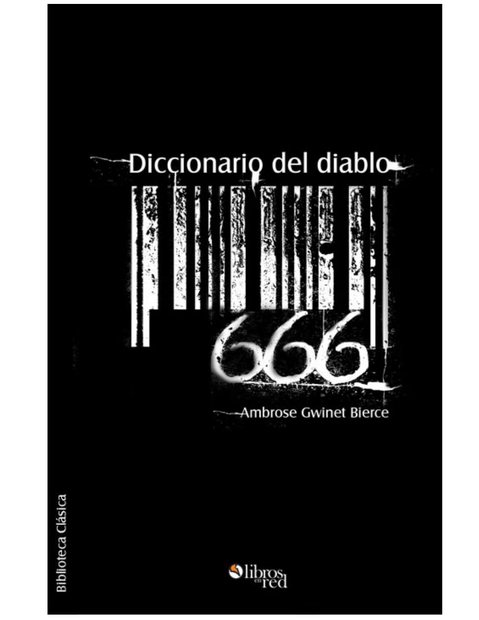 Diccionario del diablo
666
Ambrose Gwinet Bierce
Biblioteca Clásica
libros
en red